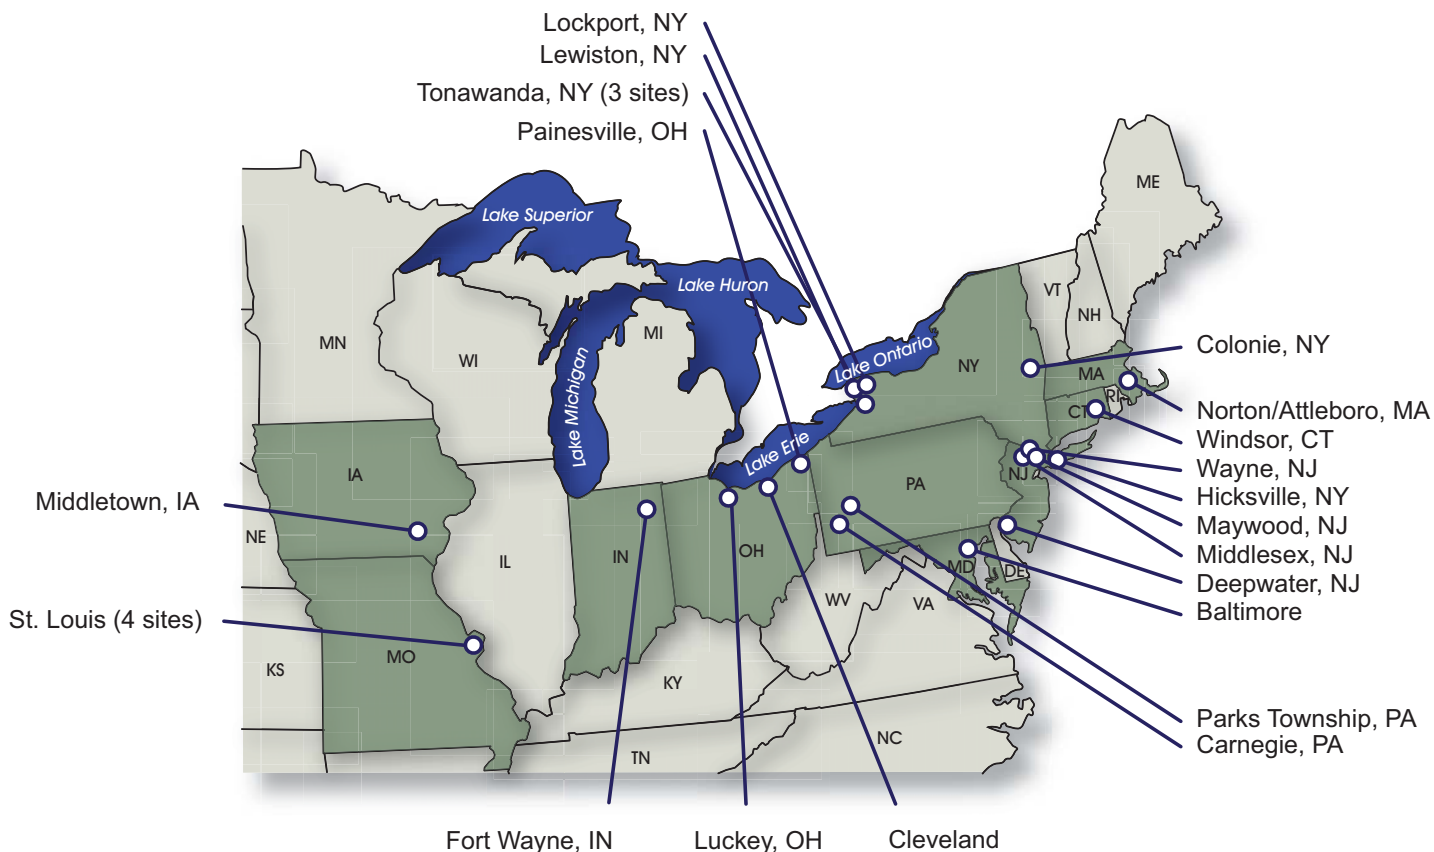 Lockport, NY
Lewiston, NY
Tonawanda, NY (3 sites)
Painesville, OH
ME
Lake Superior
Lake Huron
VT
NH
MN
WI
MI
Lake Michigan
Lake Ontario
NY
Colonie, NY
MA
RI
CT
Norton/Attleboro, MA
Windsor, CT
Wayne, NJ
Hicksville, NY
Maywood, NJ
Middlesex, NJ
Deepwater, NJ
Baltimore
Lake Erie
IA
PA
NJ
Middletown, IA
NE
IL
IN
OH
MD
DE
WV
VA
St. Louis (4 sites)
KS
MO
KY
TN
NC
Parks Township, PA
Carnegie, PA
Fort Wayne, IN
Luckey, OH
Cleveland